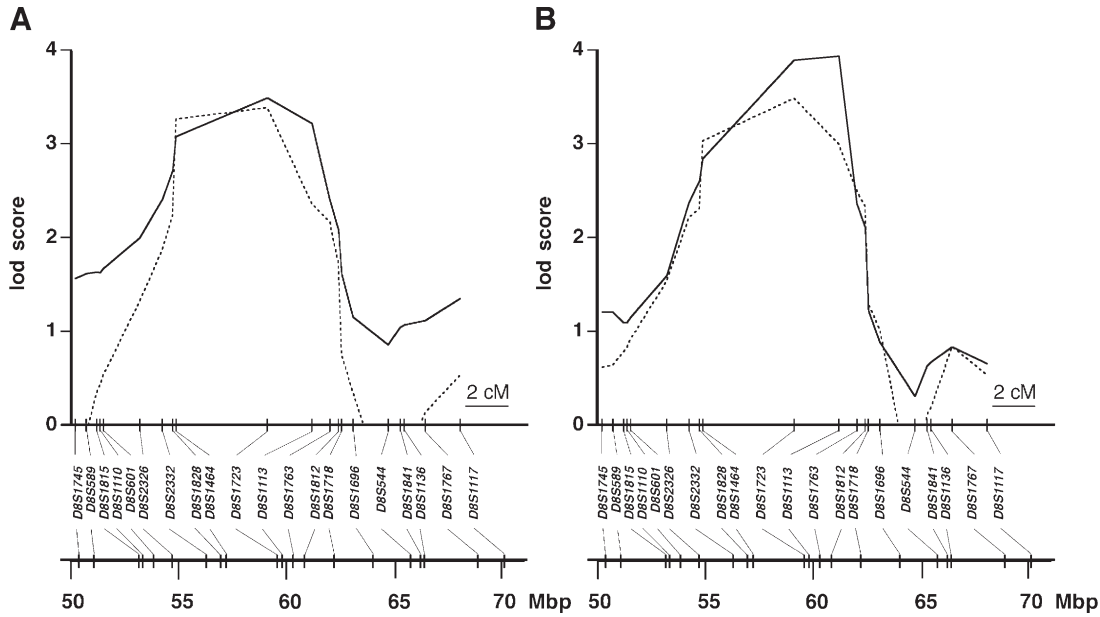 A
B
4
3
2
1
0
lod score
2 cM
D8S1745
D8S589
D8S1815
D8S1110
D8S601
D8S2326
D8S2332
D8S1828
D8S1464
D8S1723
D8S1113
D8S1763
D8S1812
D8S1718
D8S1696
D8S544
D8S1841
D8S1136
D8S1767
D8S1117
50 55 60 65 70 Mbp
4
3
2
1
0
lod score
2 cM
D8S1745
D8S589
D8S1815
D8S1110
D8S601
D8S2326
D8S2332
D8S1828
D8S1464
D8S1723
D8S1113
D8S1763
D8S1812
D8S1718
D8S1696
D8S544
D8S1841
D8S1136
D8S1767
D8S1117
50 55 60 65 70 Mbp